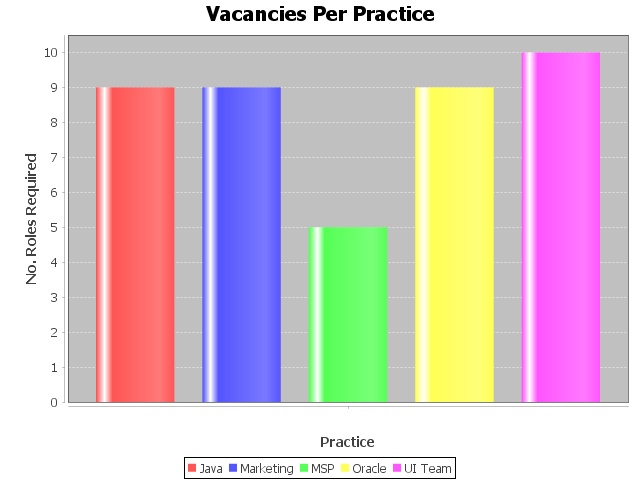 Vacancies Per Practice
10
9
8
7
6
5
4
3
2
1
0
No. Roles Required
Practice
Java Marketing MSP Oracle UI Team